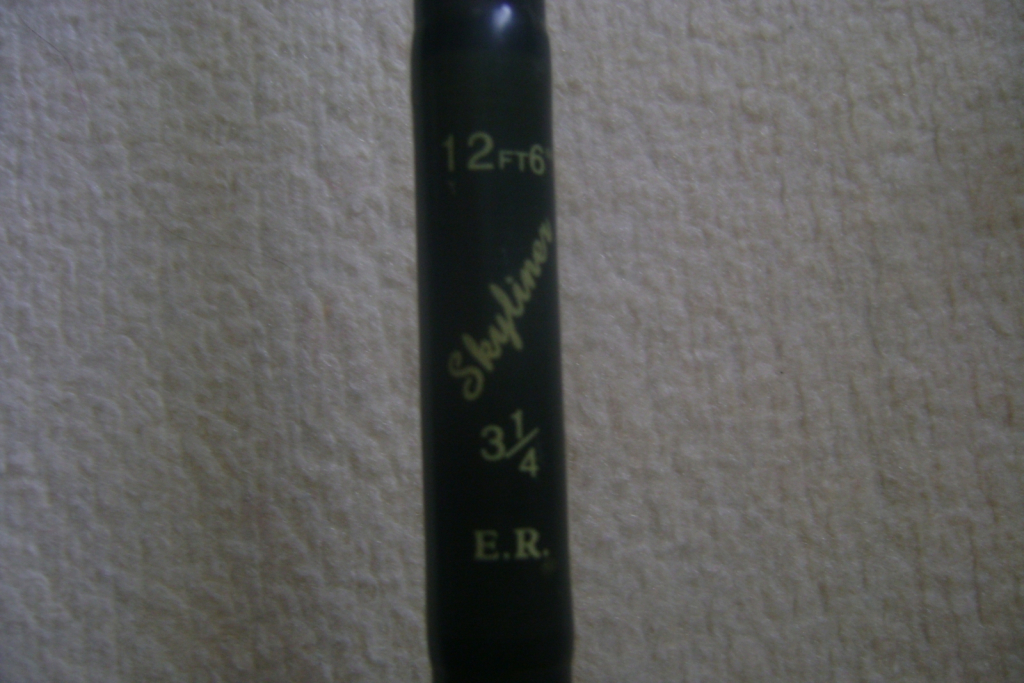 12FT6"
Skyliner
3 1/4
E.R.